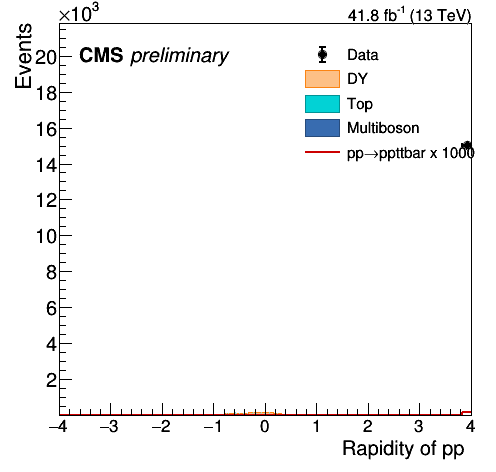 ×10³
41.8 fb⁻¹ (13 TeV)
Events
CMS preliminary
Data
DY
Top
Multiboson
pp→ppttbar x 1000
20
18
16
14
12
10
8
6
4
2
−4 −3 −2 −1 0 1 2 3 4
Rapidity of pp